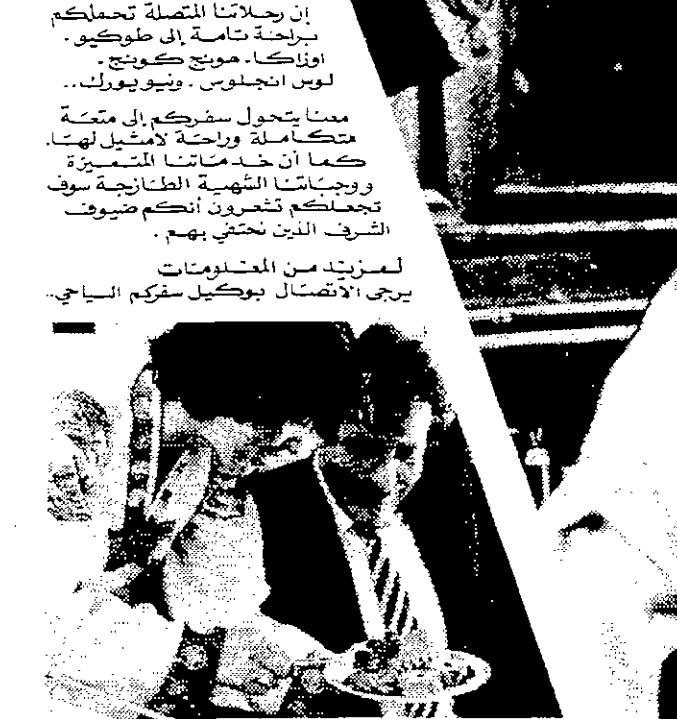 إن رحلاتنا المتصلة تحملكم
براحة تامة إلى طوكيو.
اوزاكا. هونج كونج.
لوس انجلوس. ونيويورك..
معنا يتحول سفركم إلى متعة
متكاملة وراحة لامثيل لها.
كما أن خدماتنا المتميزة
ووجباتنا الشهية الطازجة سوف
تجعلكم تشعرون أنكم ضيوف
الشرف الذين نحتفي بهم.
لمزيد من المعلومات
يرجى الاتصال بوكيل سفركم السياحي..